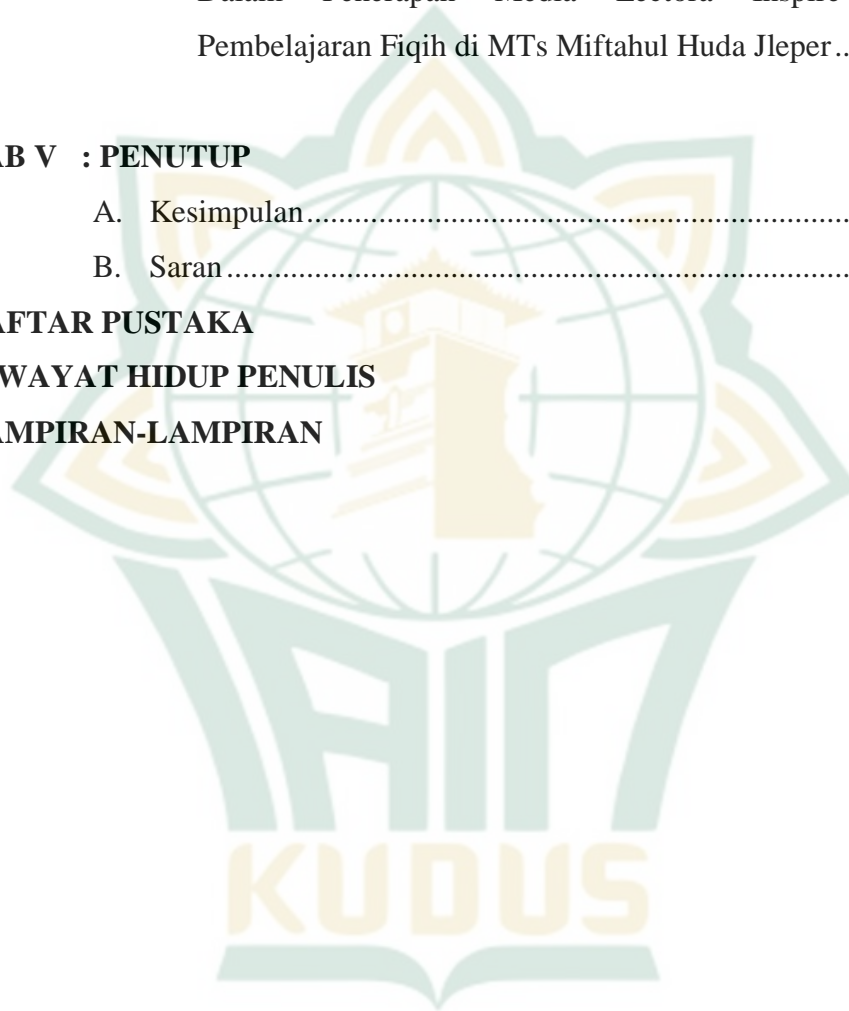 Dalam Penerapan Media Lectora Inspire
Pembelajaran Fiqih di MTs Miftahul Huda Jleper..
AB V : PENUTUP
A. Kesimpulan................................................................................
B. Saran................................................................................
AFTAR PUSTAKA
WAYAT HIDUP PENULIS
AMPIRAN-LAMPIRAN
IAIN
KUDUS